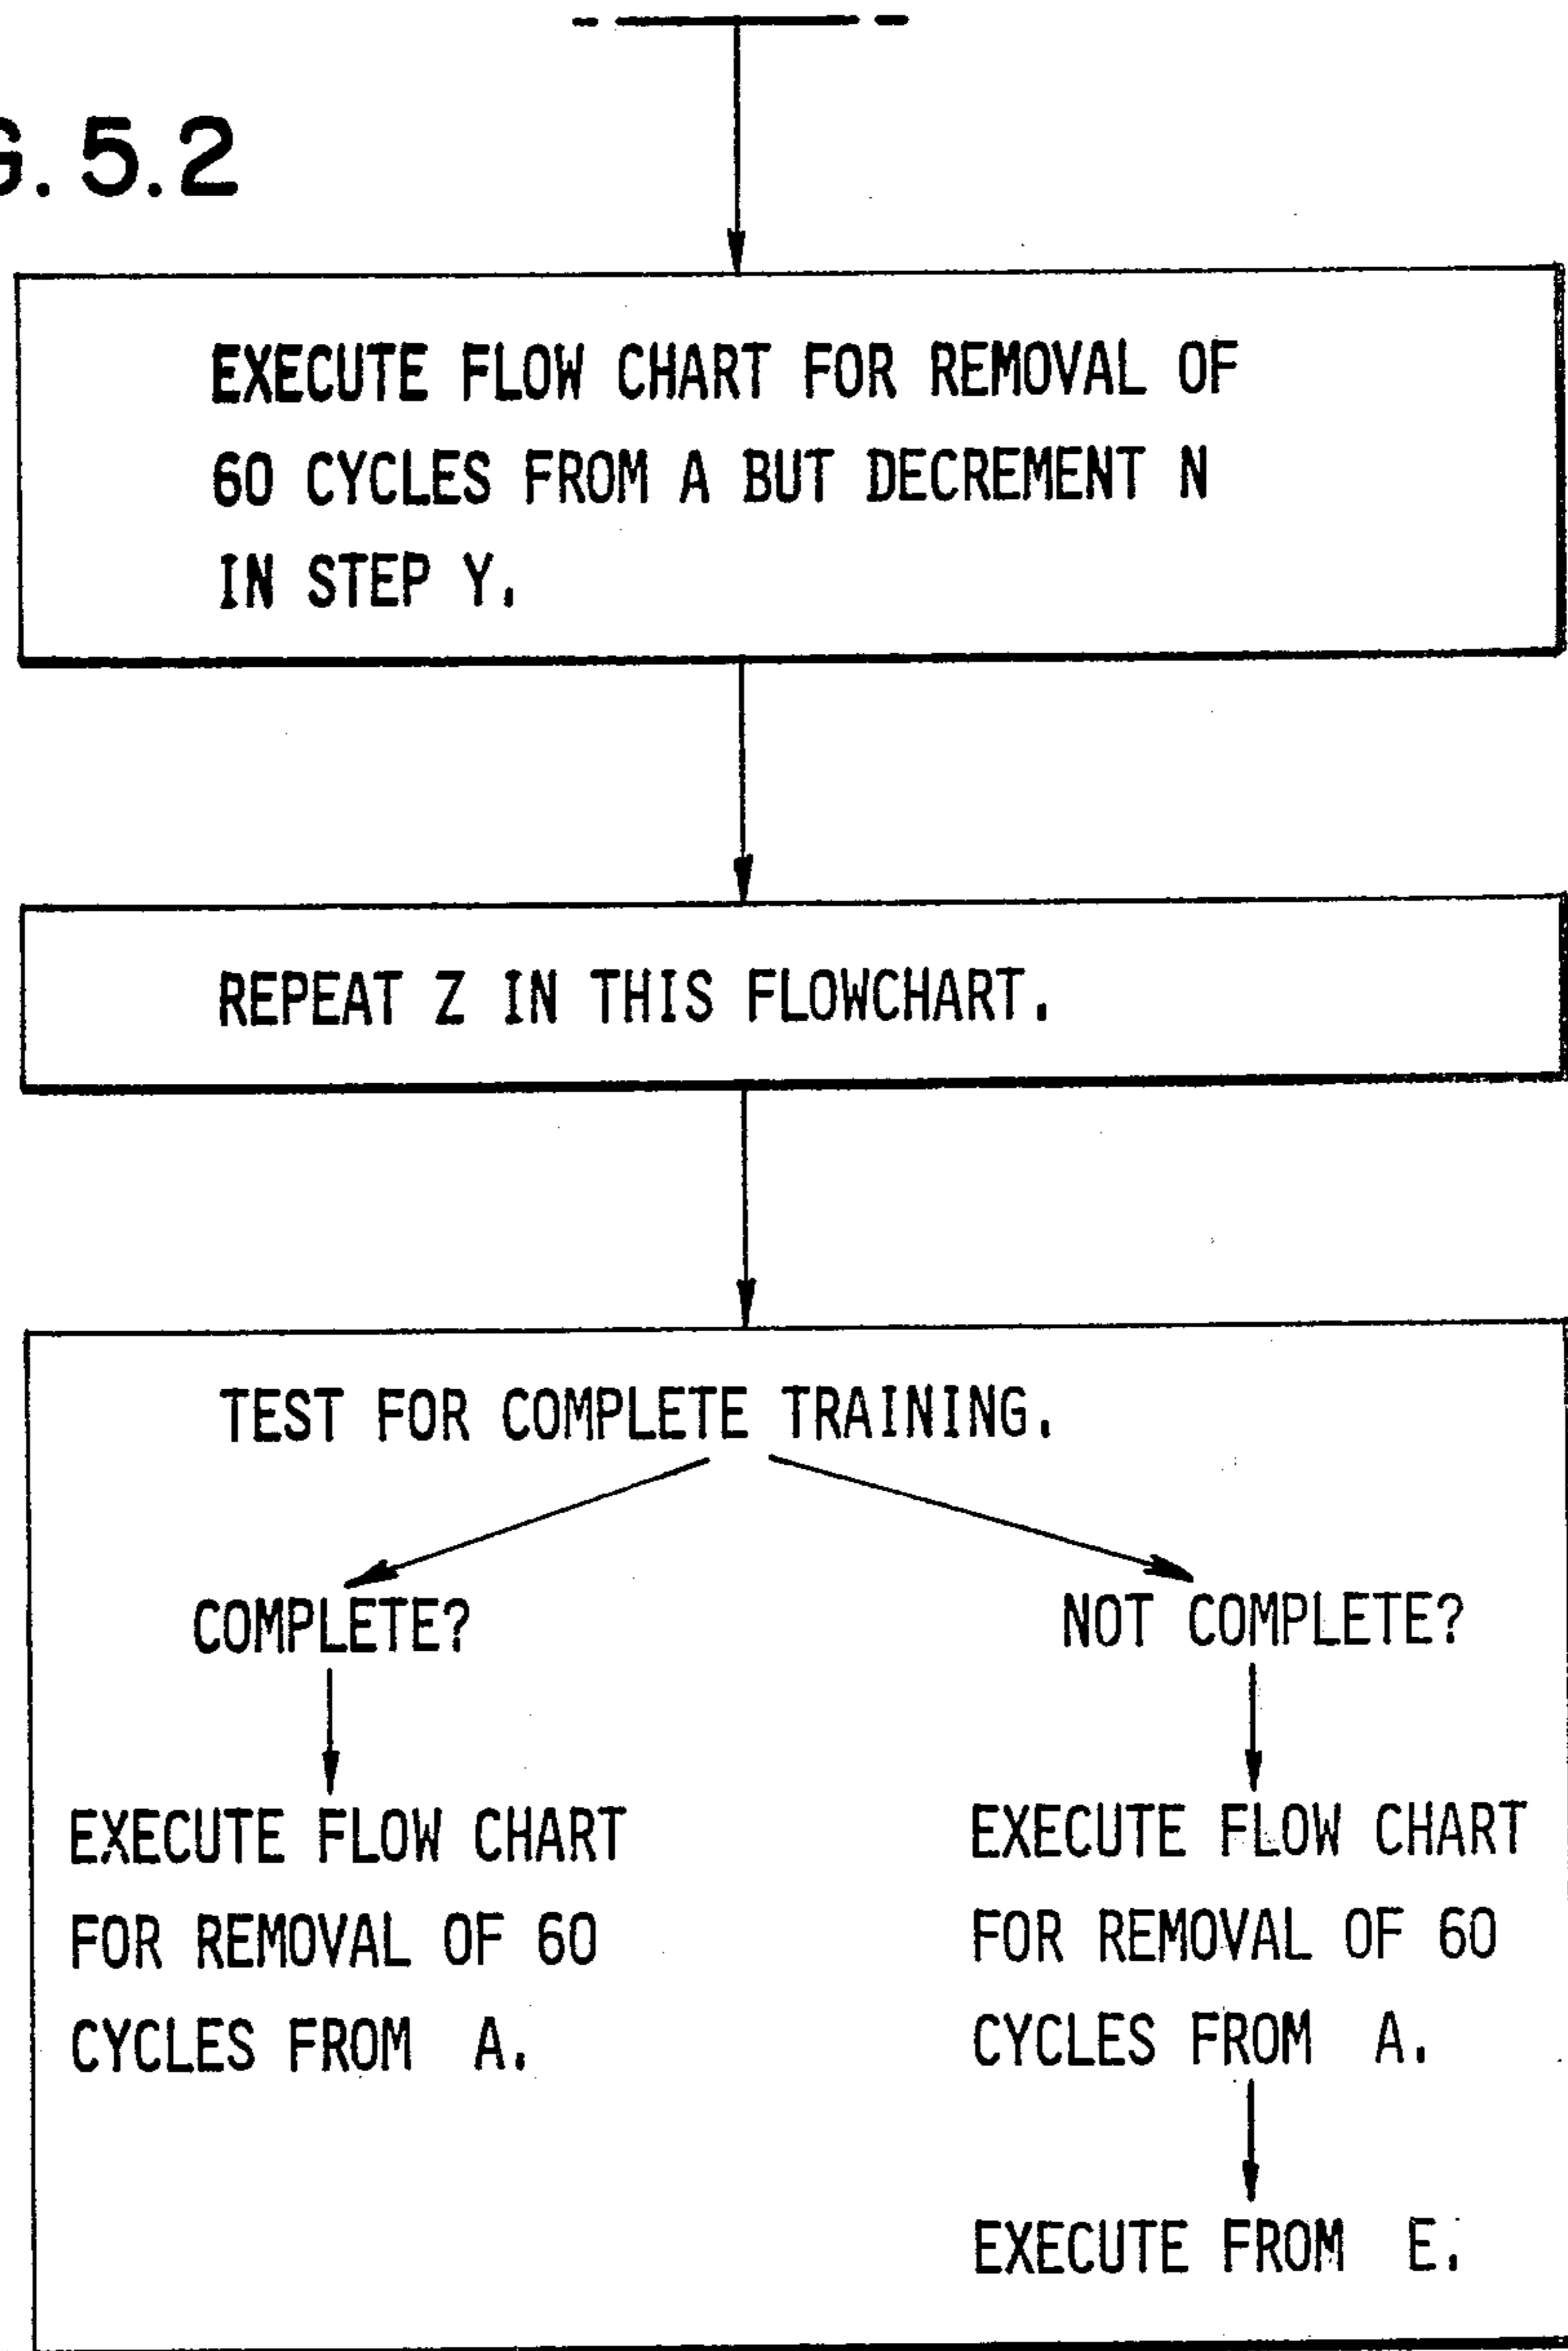 G. 5.2
EXECUTE FLOW CHART FOR REMOVAL OF
60 CYCLES FROM A BUT DECREMENT N
IN STEP Y.
REPEAT Z IN THIS FLOWCHART.
TEST FOR COMPLETE TRAINING.
COMPLETE?
NOT COMPLETE?
EXECUTE FLOW CHART
FOR REMOVAL OF 60
CYCLES FROM A.
EXECUTE FLOW CHART
FOR REMOVAL OF 60
CYCLES FROM A.
EXECUTE FROM E.